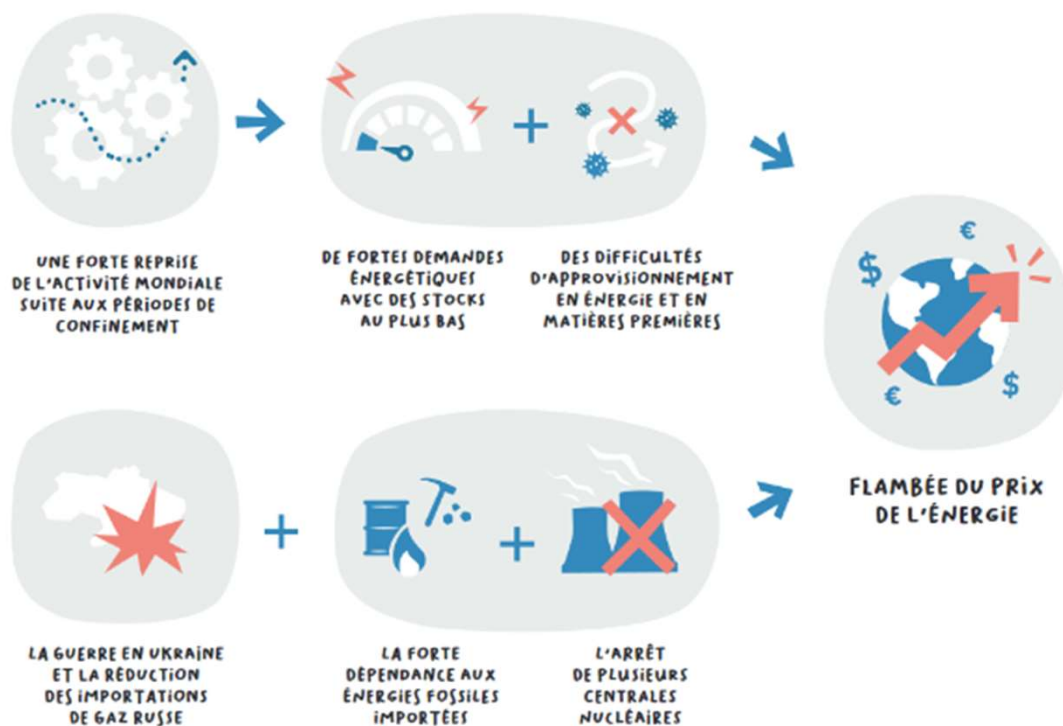 UNE FORTE REPRISE
DE L'ACTIVITÉ MONDIALE
SUITE AUX PÉRIODES DE
CONFINEMENT
DE FORTES DEMANDES
ÉNERGÉTIQUES
AVEC DES STOCKS
AU PLUS BAS
DES DIFFICULTÉS
D'APPROVISIONNEMENT
EN ÉNERGIE ET EN
MATIÈRES PREMIÈRES
€
$
€
$
FLAMBÉE DU PRIX
DE L'ÉNERGIE
LA GUERRE EN UKRAINE
ET LA RÉDUCTION
DES IMPORTATIONS
DE GAZ RUSSE
LA FORTE
DÉPENDANCE AUX
ÉNERGIES FOSSILES
IMPORTÉES
L'ARRÊT
DE PLUSIEURS
CENTRALES
NUCLÉAIRES